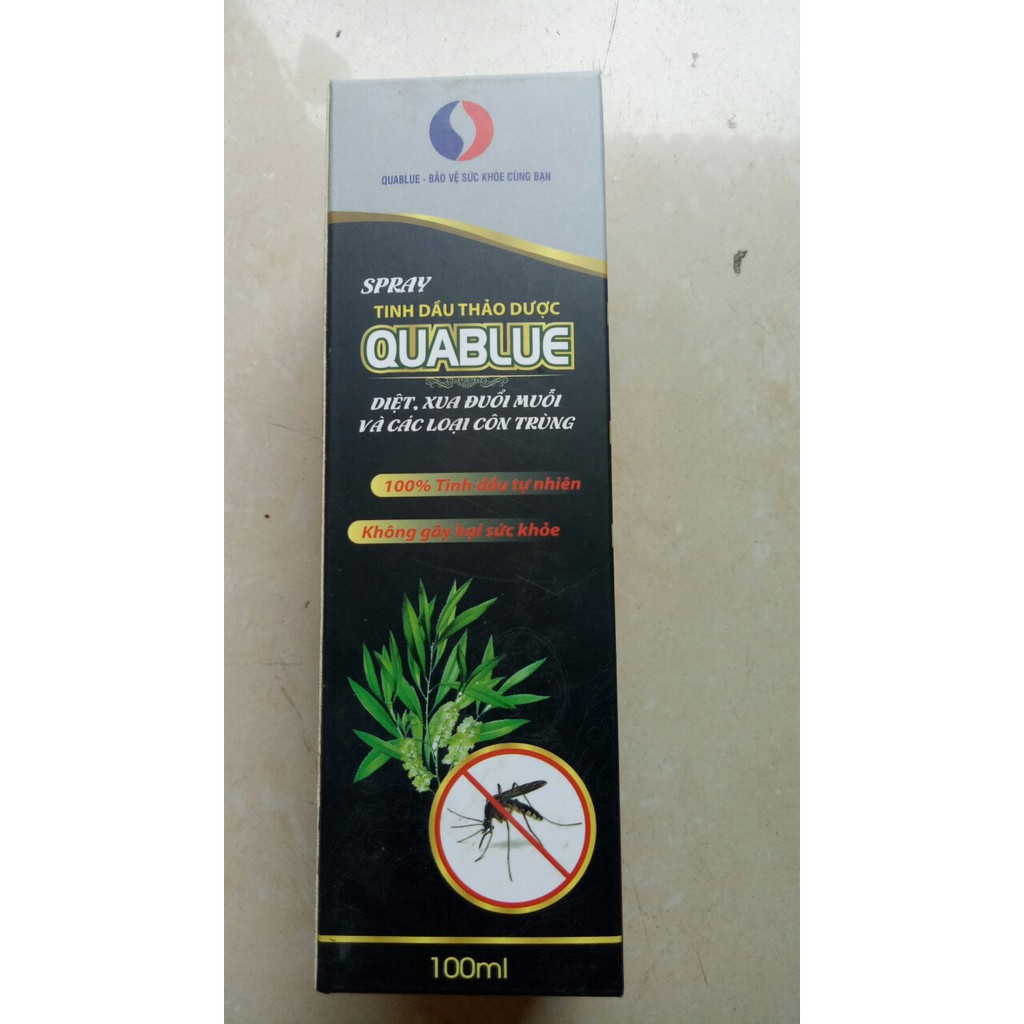 QUABLUE - BẢO VỆ SỨC KHỎE CÙNG BẠN
SPRAY
TINH DẦU THẢO DƯỢC
QUABLUE
DIỆT, XUA ĐUỔI MUỖI
VÀ CÁC LOẠI CÔN TRÙNG
100% Tinh dầu tự nhiên
Không gây hại sức khỏe
100ml